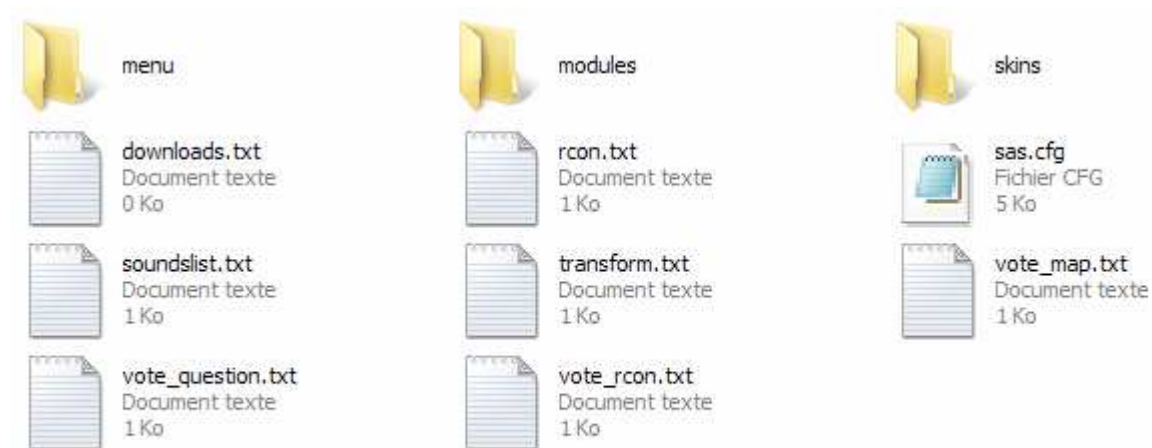 menu
modules
skins
downloads.txt
Document texte
0 Ko
rcon.txt
Document texte
1 Ko
sas.cfg
Fichier CFG
5 Ko
soundslist.txt
Document texte
1 Ko
transform.txt
Document texte
1 Ko
vote_map.txt
Document texte
1 Ko
vote_question.txt
Document texte
1 Ko
vote_rcon.txt
Document texte
1 Ko